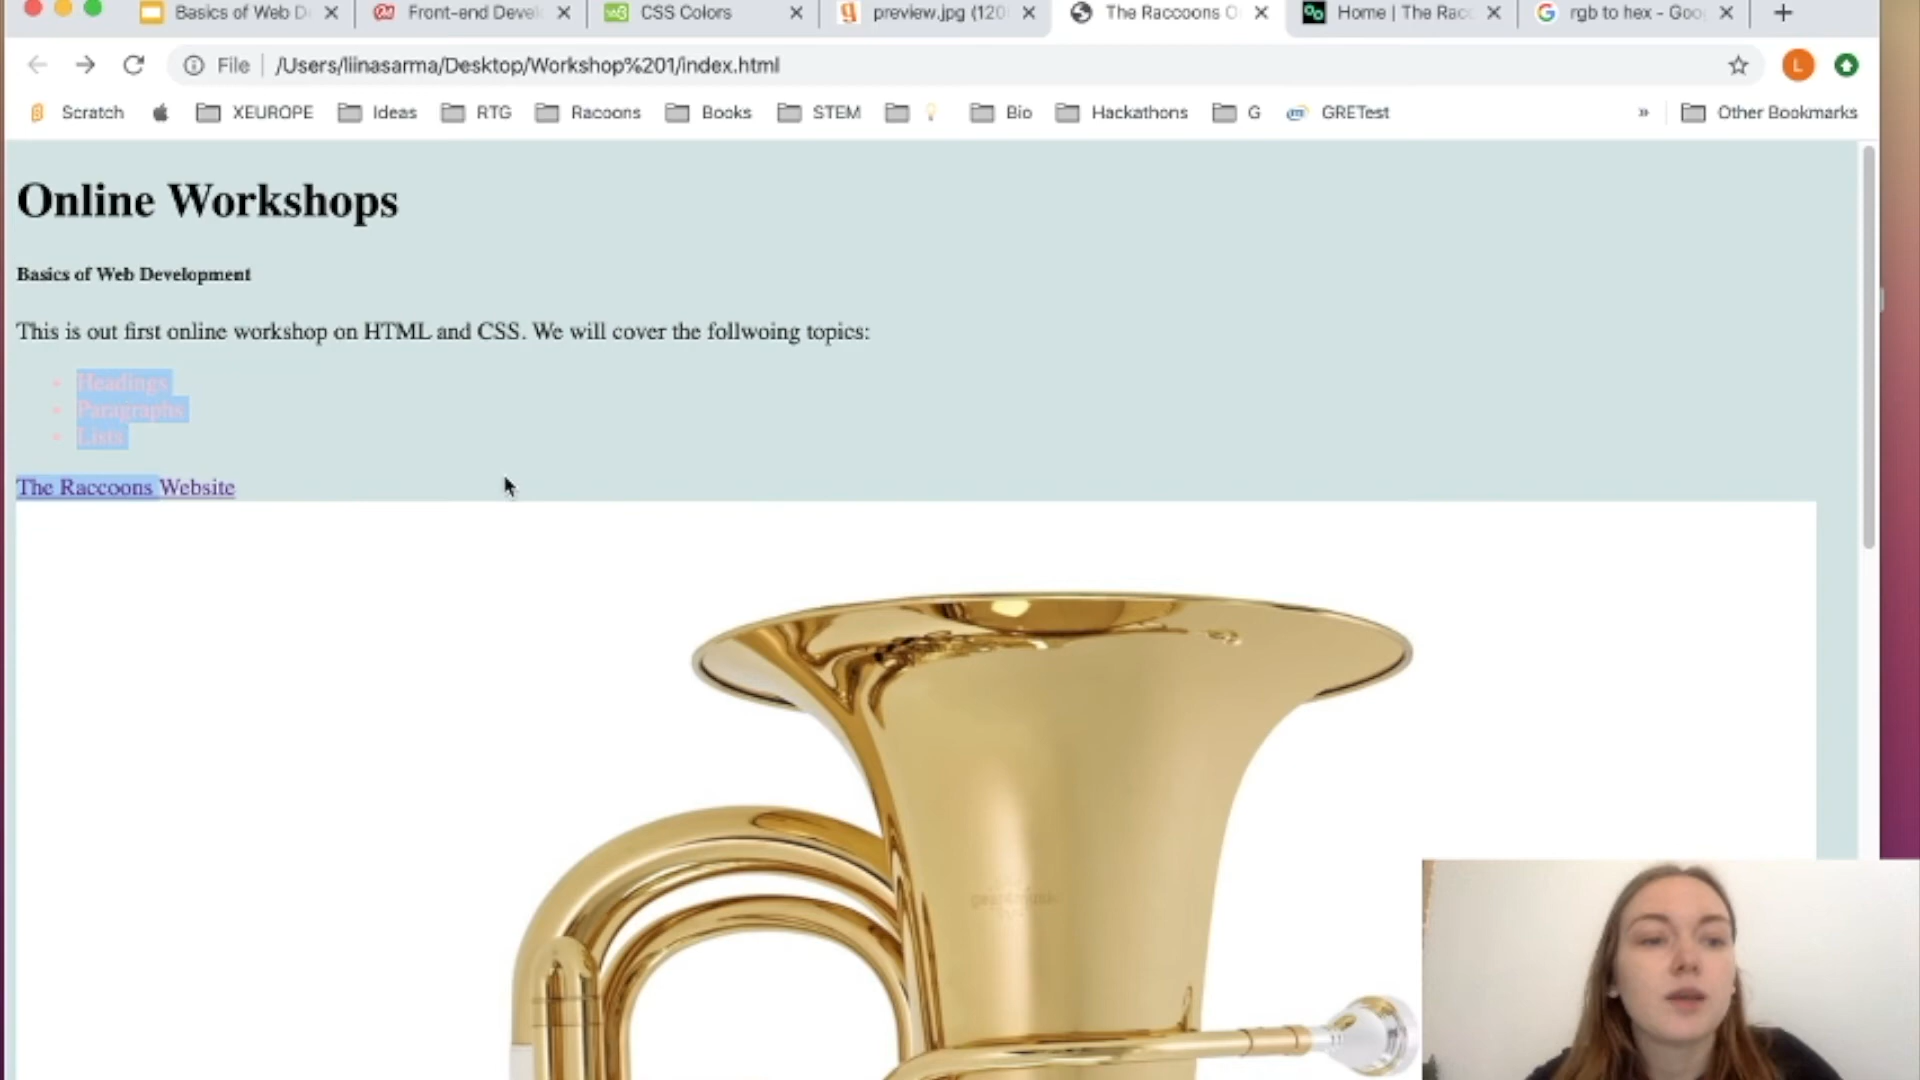 Basics of Web D
Front-end Devel
CSS Colors
preview.jpg (120
The Raccoons O
Home | The Rac
rgb to hex - Goo
File
/Users/liinasarma/Desktop/Workshop%201/index.html
L
Scratch
XEUROPE
Ideas
RTG
Racoons
Books
STEM
Bio
Hackathons
G
GRETest
»
Other Bookmarks
Online Workshops
Basics of Web Development
This is out first online workshop on HTML and CSS. We will cover the follwoing topics:
• Headings
• Paragraphs
• Lists
The Raccoons Website